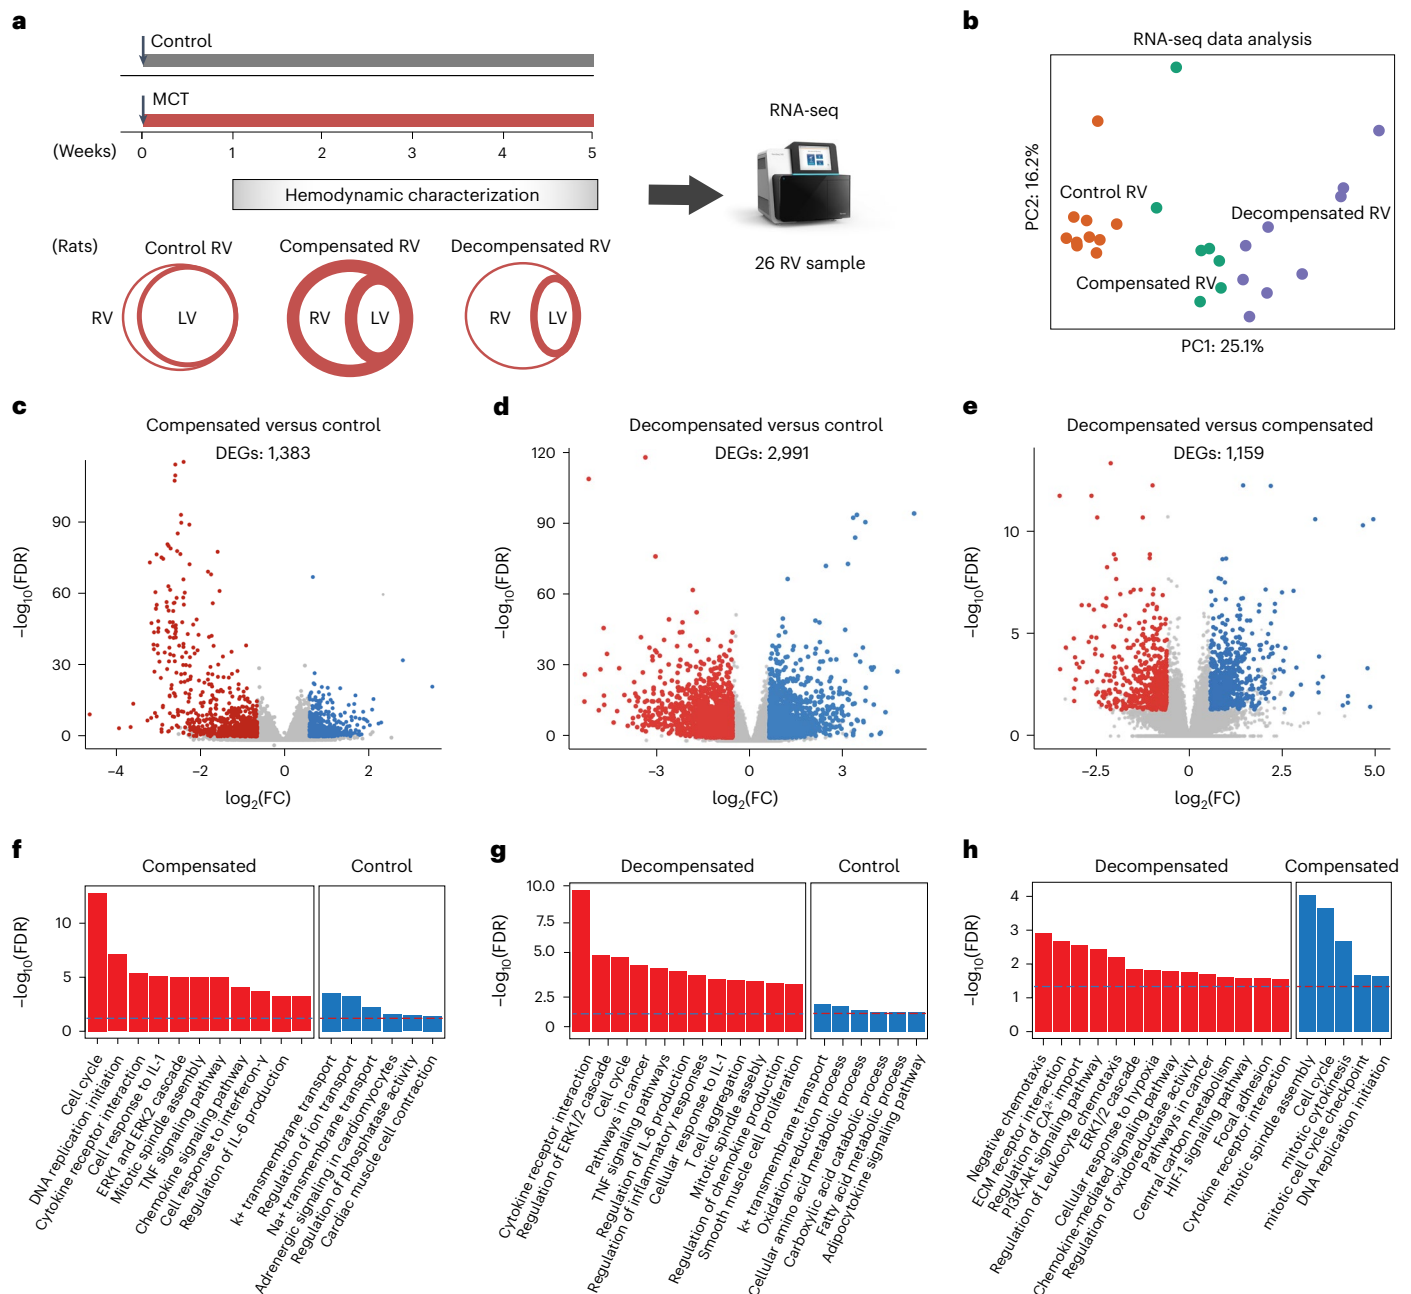 a
Control
MCT
(Weeks)
0
1
2
3
4
5
Hemodynamic characterization
RNA-seq
26 RV sample
(Rats)
Control RV
Compensated RV
Decompensated RV
RV
LV
RV
LV
RV
LV
b
RNA-seq data analysis
PC2: 16.2%
Control RV
Decompensated RV
Compensated RV
PC1: 25.1%
c
Compensated versus control
DEGs: 1,383
−log10(FDR)
90
60
30
0
−4
−2
0
2
log2(FC)
d
Decompensated versus control
DEGs: 2,991
−log10(FDR)
120
90
60
30
0
−3
0
3
log2(FC)
e
Decompensated versus compensated
DEGs: 1,159
−log10(FDR)
10
5
0
−2.5
0
2.5
5.0
log2(FC)
f
Compensated
Control
−log10(FDR)
10
5
0
Cell cycle
DNA replication initiation
Cytokine receptor interaction
Cell response to IL-1
ERK1 and ERK2 cascade
Mitotic spindle assembly
TNF signaling pathway
Chemokine signaling pathway
Cell response to interferon-γ
Regulation of IL-6 production
k+ transmembrane transport
Regulation of ion transport
Na+ transmembrane transport
Adrenergic signaling in cardiomyocytes
Regulation of phosphatase activity
Cardiac muscle cell contraction
g
Decompensated
Control
−log10(FDR)
10.0
7.5
5.0
2.5
0
Cytokine receptor interaction
Regulation of ERK1/2 cascade
Cell cycle
Pathways in cancer
TNF signaling pathways
Regulation of IL-6 production
Regulation of inflammatory responses
Cellular response to IL-1
T cell aggregation
Mitotic spindle assembly
Regulation of chemokine production
Smooth muscle cell proliferation
k+ transmembrane transport
Oxidation-reduction process
Cellular amino acid metabolic process
Carboxylic acid catabolic process
Fatty acid metabolic process
Adipocytokine signaling pathway
h
Decompensated
Compensated
−log10(FDR)
4
3
2
1
0
Negative chemotaxis
ECM receptor interaction
Regulation of CA²⁺ import
PI3K-Akt signaling pathway
Regulation of Leukocyte chemotaxis
ERK1/2 cascade
Cellular response to hypoxia
Chemokine-mediated signaling pathway
Regulation of oxidoreductase activity
Pathways in cancer
Central carbon metabolism
HIF-1 signaling pathway
Focal adhesion
Cytokine receptor interaction
mitotic spindle assembly
Cell cycle
mitotic cytokinesis
mitotic cell cycle checkpoint
DNA replication initiation